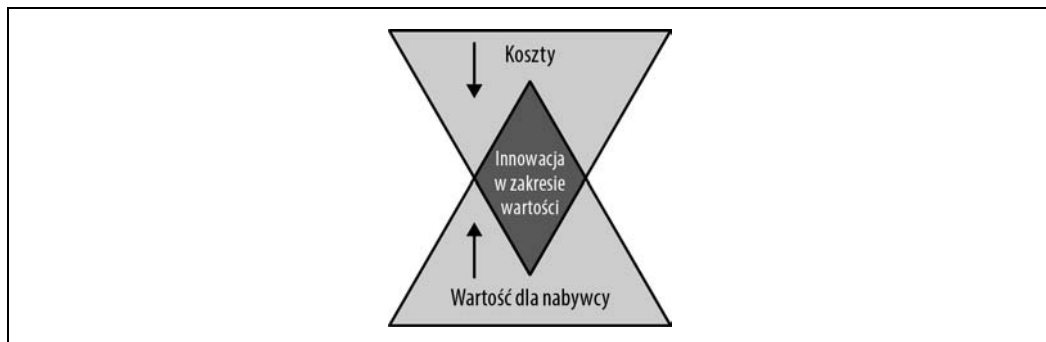 Koszty
Innowacja
w zakresie
wartości
Wartość dla nabywcy